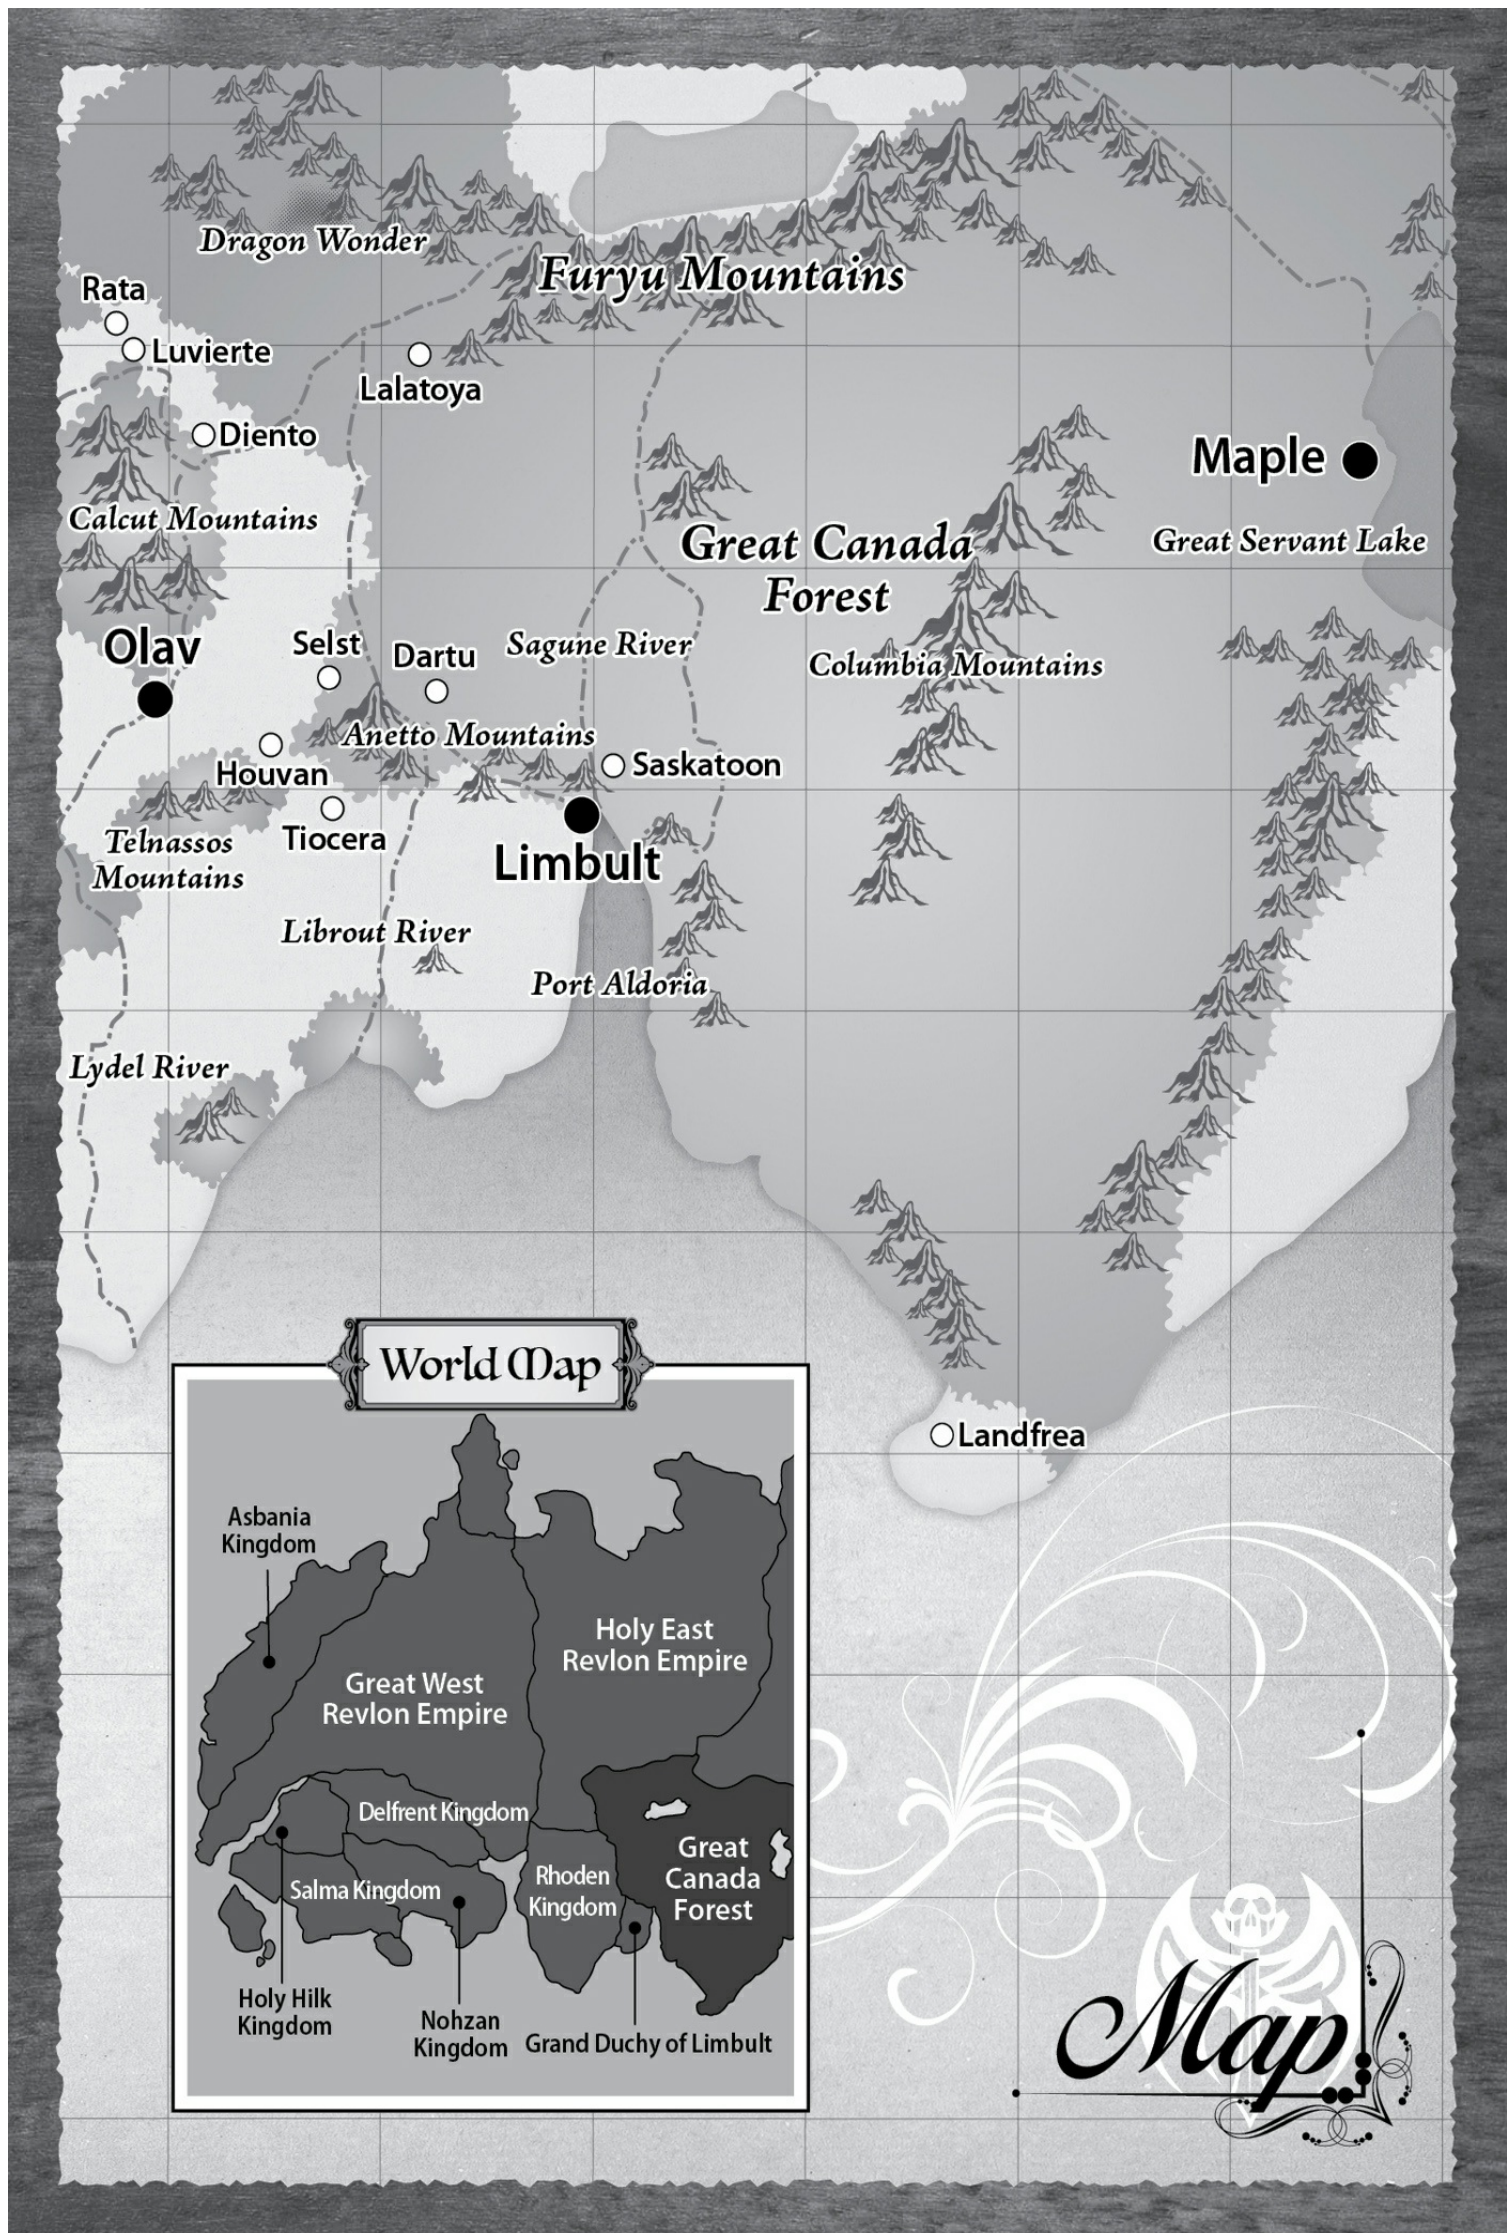 Dragon Wonder
Furyu Mountains
Rata
Luvierte
Lalatoya
Diento
Maple
Calcut Mountains
Great Canada
Forest
Great Servant Lake
Olav
Selst
Dartu
Sagune River
Columbia Mountains
Anetto Mountains
Houvan
Saskatoon
Tiocera
Telnassos
Mountains
Limbult
Librout River
Port Aldoria
Lydel River
Landfrea
World Map
Asbania
Kingdom
Holy East
Revlon Empire
Great West
Revlon Empire
Delfrent Kingdom
Great
Canada
Forest
Rhoden
Kingdom
Salma Kingdom
Holy Hilk
Kingdom
Nohzan
Kingdom
Grand Duchy of Limbult
Map